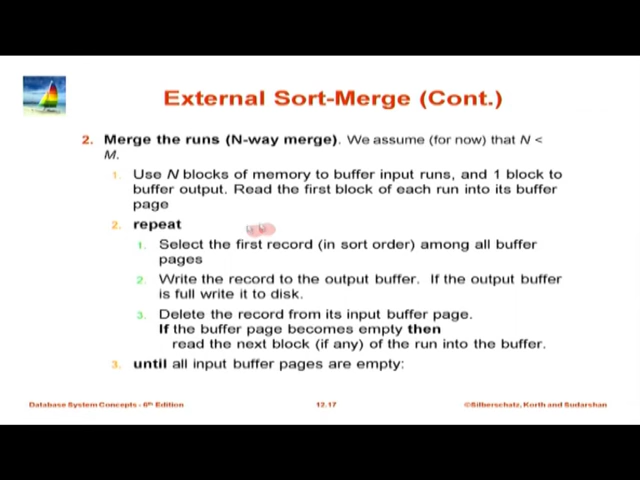 External Sort-Merge (Cont.)
2. Merge the runs (N-way merge). We assume (for now) that N <
M.
1. Use N blocks of memory to buffer input runs, and 1 block to
buffer output. Read the first block of each run into its buffer
page
2. repeat
1. Select the first record (in sort order) among all buffer
pages
2. Write the record to the output buffer. If the output buffer
is full write it to disk.
3. Delete the record from its input buffer page.
If the buffer page becomes empty then
read the next block (if any) of the run into the buffer.
3. until all input buffer pages are empty:
Database System Concepts - 6th Edition
12.17
©Silberschatz, Korth and Sudarshan